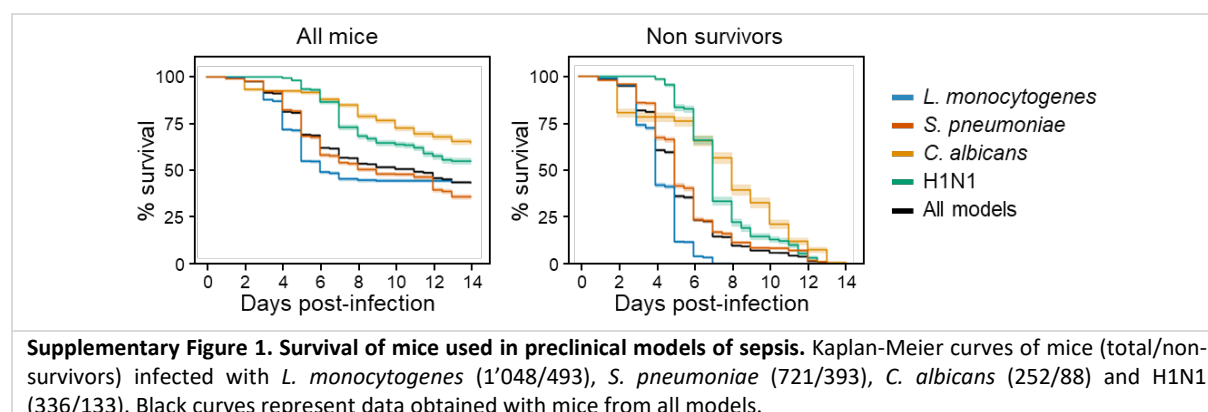 All mice
Non survivors
% survival
100
75
50
25
0
0 2 4 6 8 10 12 14
Days post-infection
% survival
100
75
50
25
0
0 2 4 6 8 10 12 14
Days post-infection
L. monocytogenes
S. pneumoniae
C. albicans
H1N1
All models
Supplementary Figure 1. Survival of mice used in preclinical models of sepsis. Kaplan-Meier curves of mice (total/non-
survivors) infected with L. monocytogenes (1’048/493), S. pneumoniae (721/393), C. albicans (252/88) and H1N1
(336/133). Black curves represent data obtained with mice from all models.